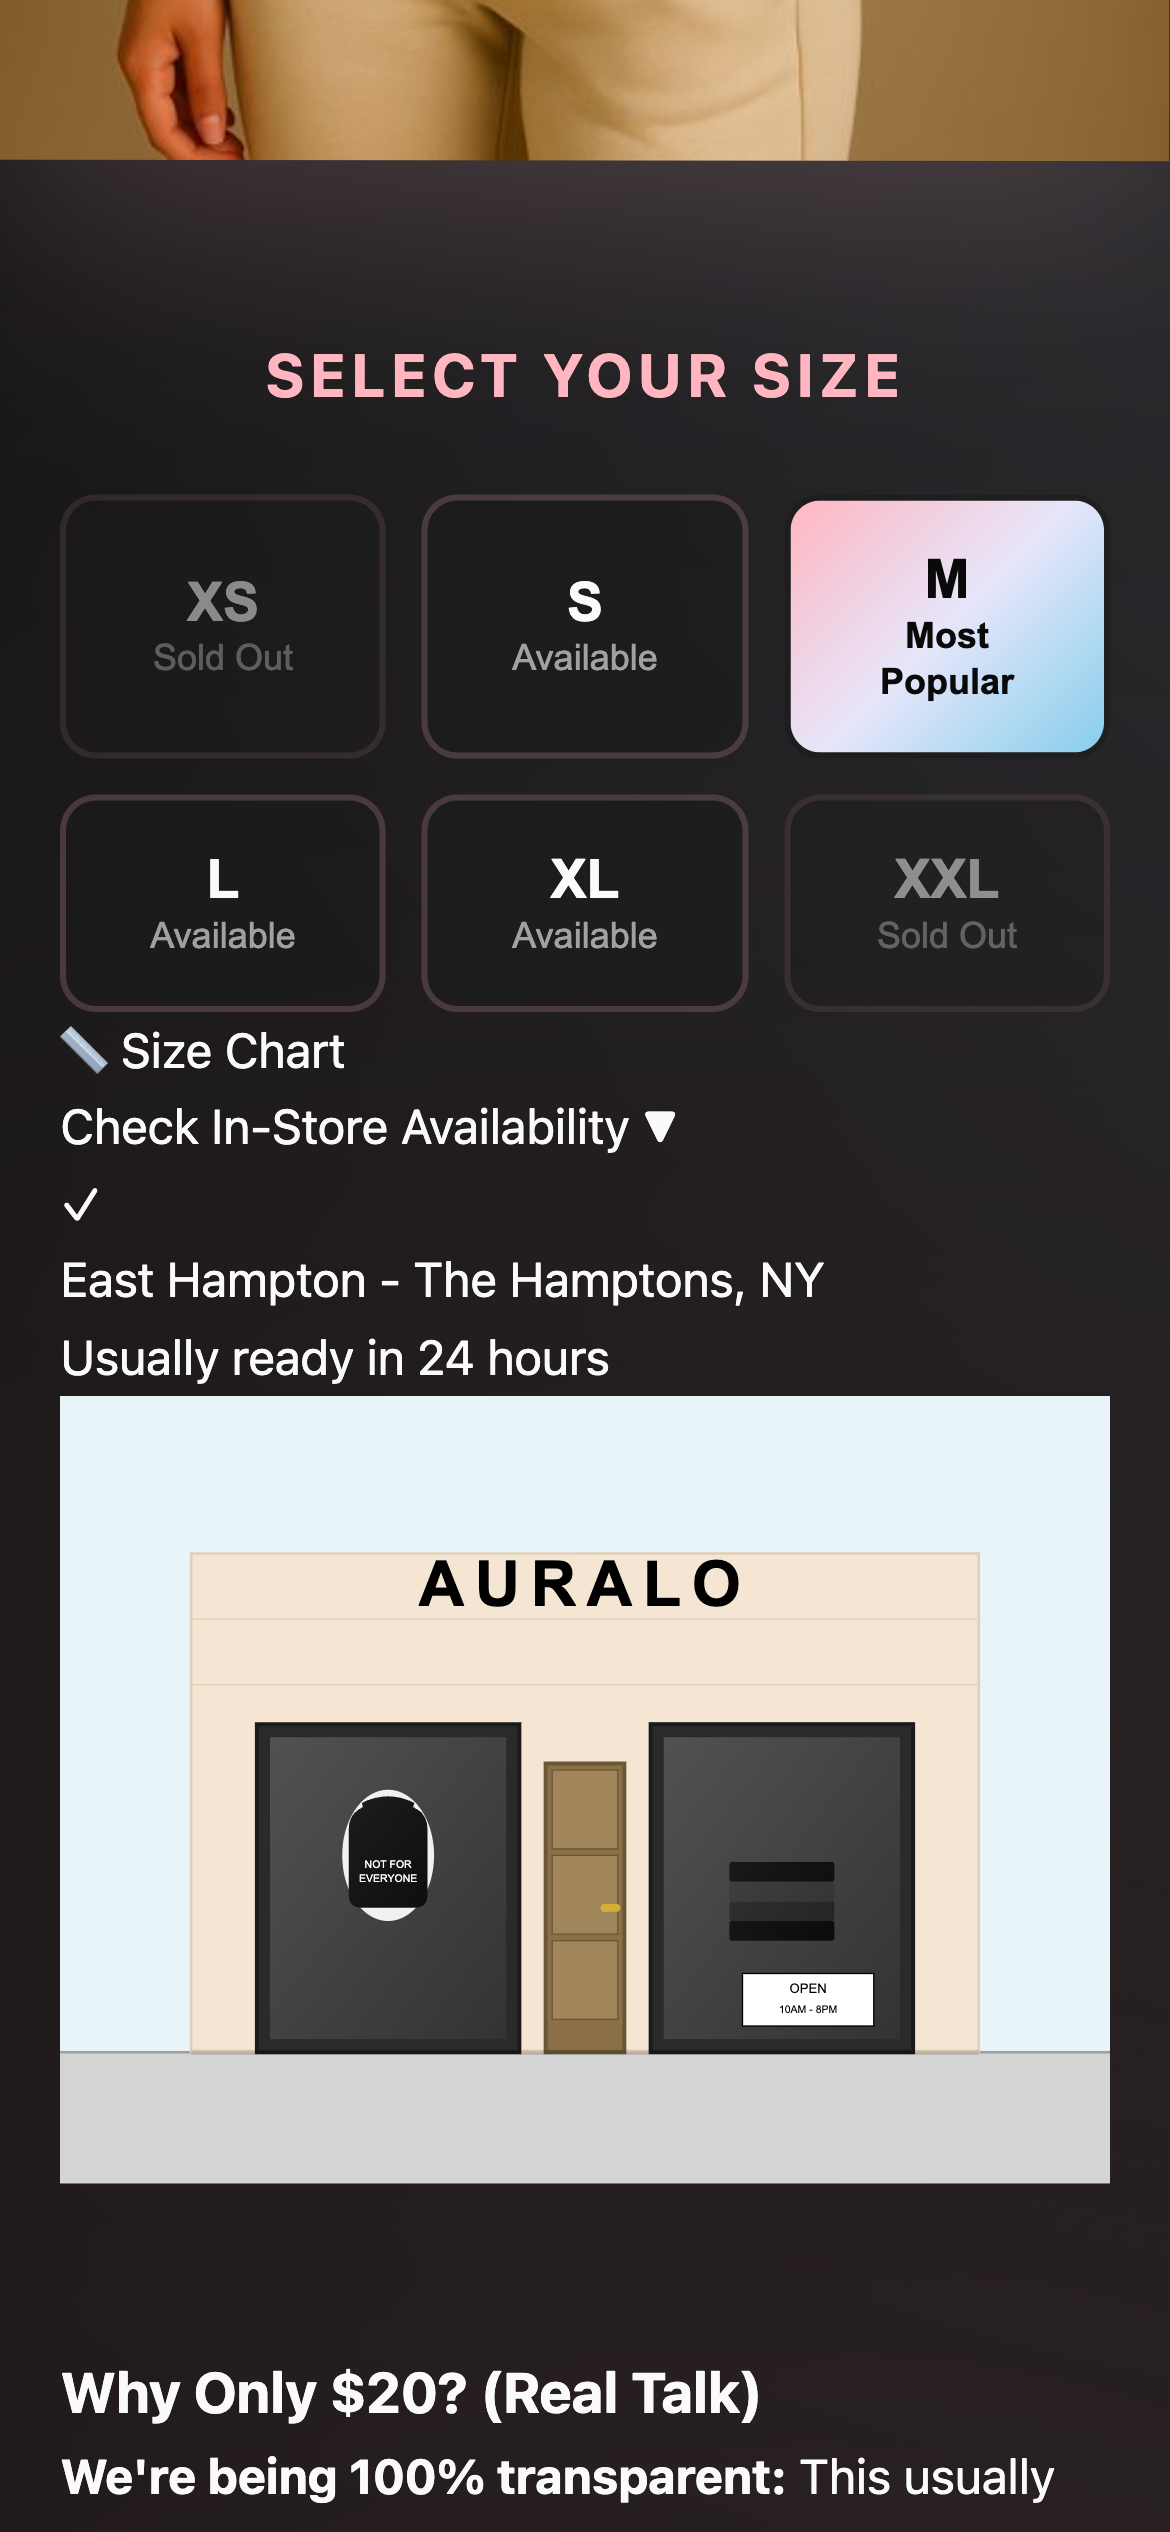 SELECT YOUR SIZE
XS
Sold Out
S
Available
M
Most
Popular
L
Available
XL
Available
XXL
Sold Out
📏 Size Chart
Check In-Store Availability ▼
✓
East Hampton - The Hamptons, NY
Usually ready in 24 hours
AURALO
NOT FOR
EVERYONE
OPEN
10AM - 8PM
Why Only $20? (Real Talk)
We're being 100% transparent: This usually